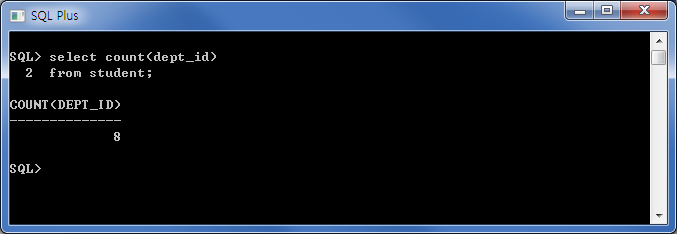 SQL Plus
SQL> select count(dept_id)
  2  from student;
COUNT(DEPT_ID)
--------------
             8
SQL>